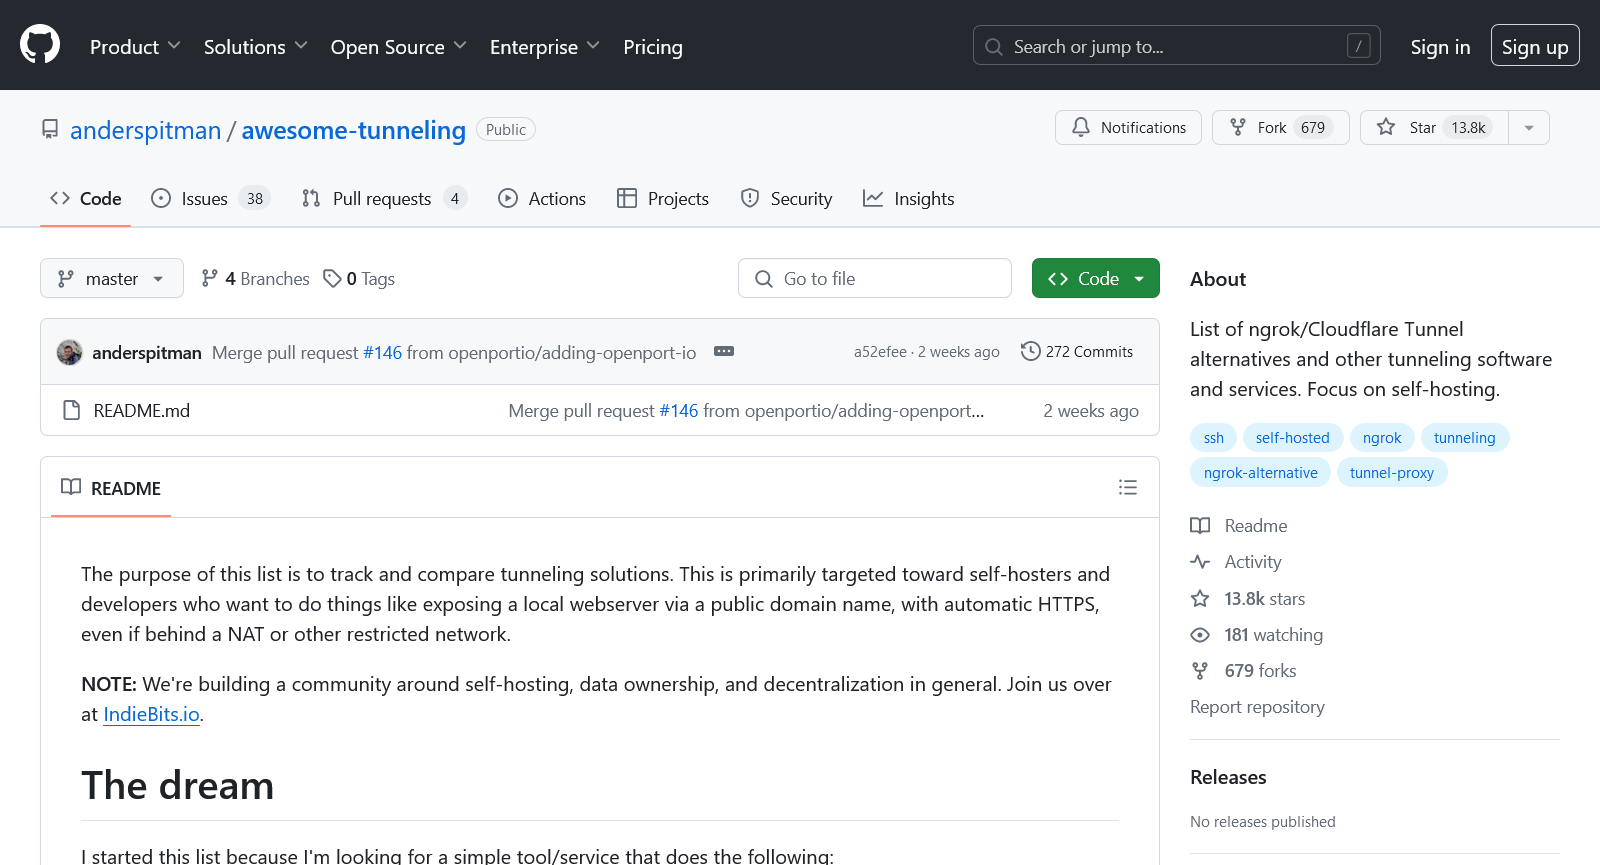 Product Solutions Open Source Enterprise Pricing Search or jump to... / Sign in Sign up
anderspitman / awesome-tunneling Public Notifications Fork 679 Star 13.8k
Code Issues 38 Pull requests 4 Actions Projects Security Insights
master 4 Branches 0 Tags Go to file Code
anderspitman Merge pull request #146 from openportio/adding-openport-io a52efee · 2 weeks ago 272 Commits
README.md Merge pull request #146 from openportio/adding-openport... 2 weeks ago
README
The purpose of this list is to track and compare tunneling solutions. This is primarily targeted toward self-hosters and
developers who want to do things like exposing a local webserver via a public domain name, with automatic HTTPS,
even if behind a NAT or other restricted network.
NOTE: We're building a community around self-hosting, data ownership, and decentralization in general. Join us over
at IndieBits.io.
The dream
I started this list because I'm looking for a simple tool/service that does the following:
About
List of ngrok/Cloudflare Tunnel
alternatives and other tunneling software
and services. Focus on self-hosting.
ssh self-hosted ngrok tunneling
ngrok-alternative tunnel-proxy
Readme
Activity
13.8k stars
181 watching
679 forks
Report repository
Releases
No releases published